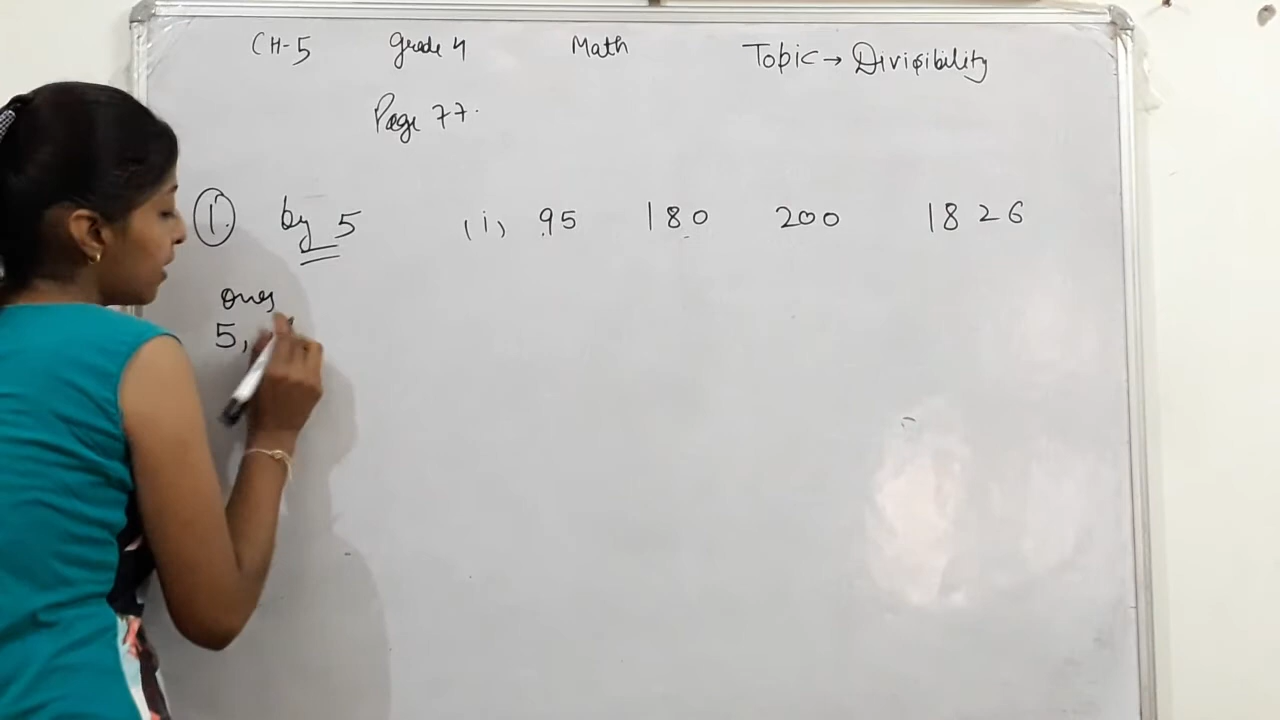 CH-5 Grade 4 Math Topic → Divisibility
Page 77.
1. by 5 (i) 95 180 200 1826
ones
5,